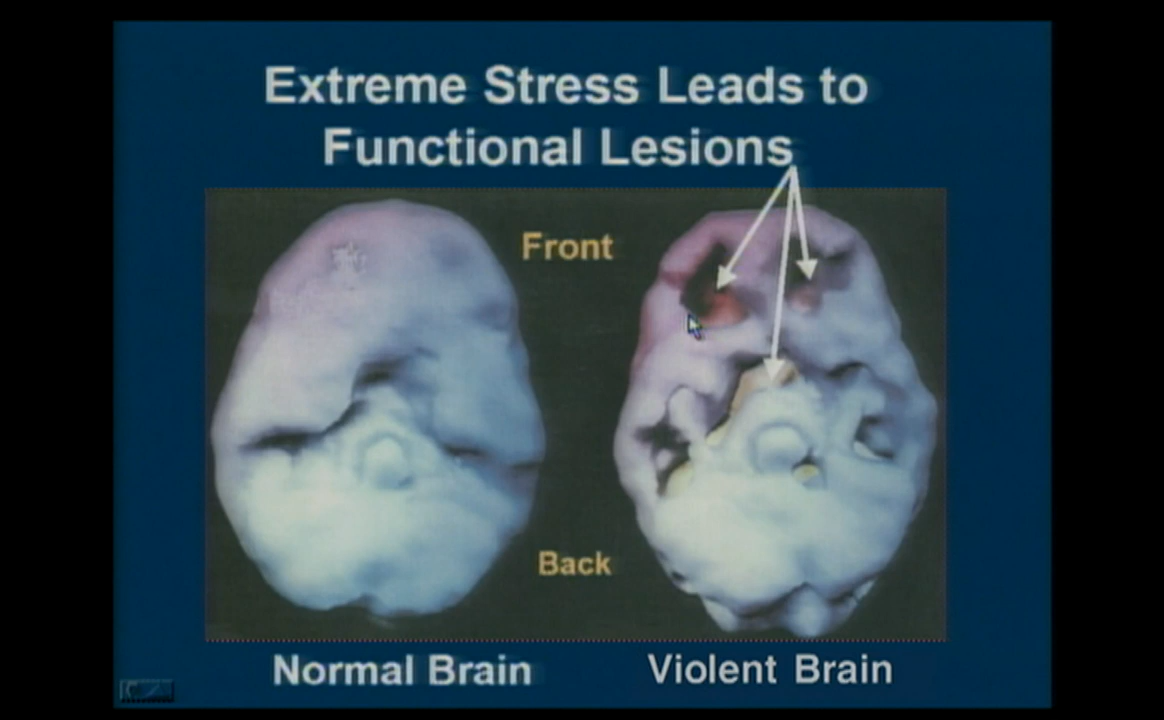 Extreme Stress Leads to
Functional Lesions
Front
Back
Normal Brain
Violent Brain